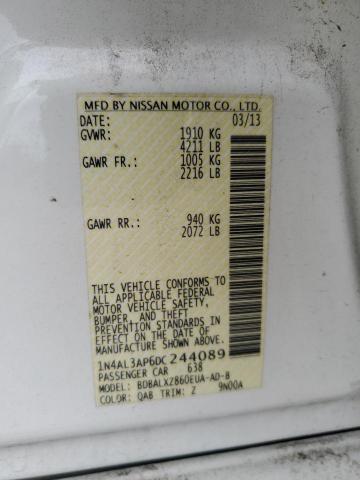 MFD BY NISSAN MOTOR CO., LTD.
DATE: 03/13
GVWR: 1910 KG
4211 LB
GAWR FR.: 1005 KG
2216 LB
GAWR RR.: 940 KG
2072 LB
THIS VEHICLE CONFORMS TO
ALL APPLICABLE FEDERAL
MOTOR VEHICLE SAFETY,
BUMPER, AND THEFT
PREVENTION STANDARDS IN
EFFECT ON THE DATE OF
MANUFACTURE SHOWN ABOVE.
1N4AL3AP6DC244089
PASSENGER CAR 638
MODEL: BDBALXZ860EUA-AD-B
COLOR: QAB TRIM: Z 9N00A